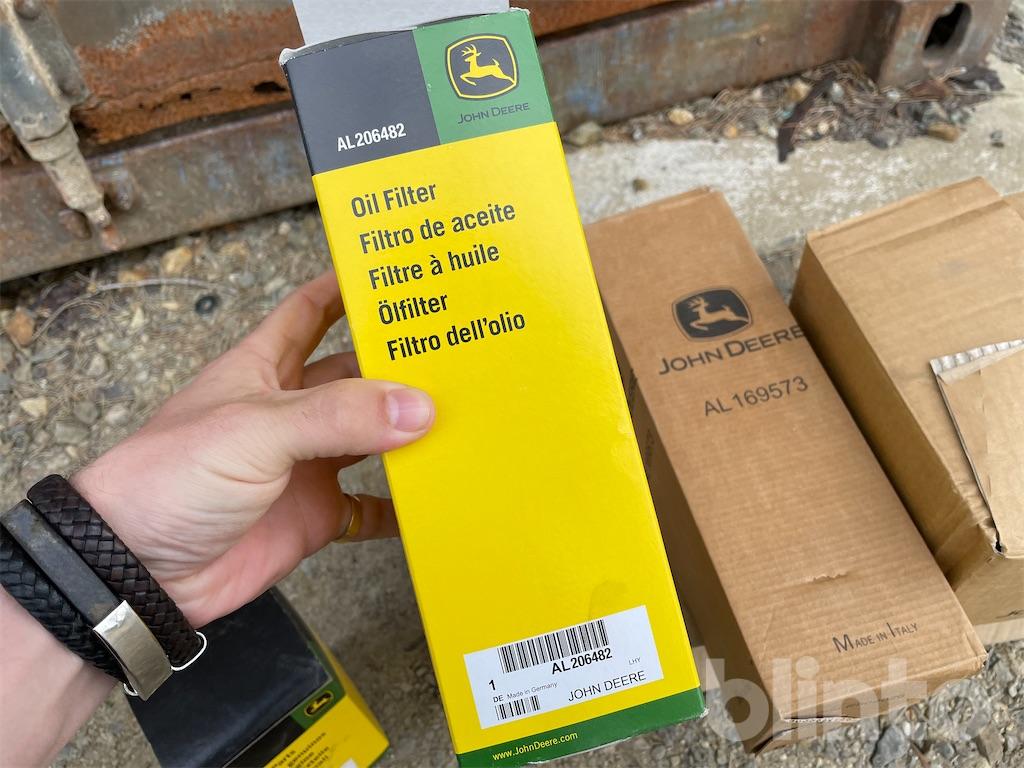 JOHN DEERE
AL206482
Oil Filter
Filtro de aceite
Filtre à huile
Ölfilter
Filtro dell'olio
AL206482
1
LHY
DE Made in Germany
JOHN DEERE
www.JohnDeere.com
JOHN DEERE
AL169573
MADE IN ITALY
blinto